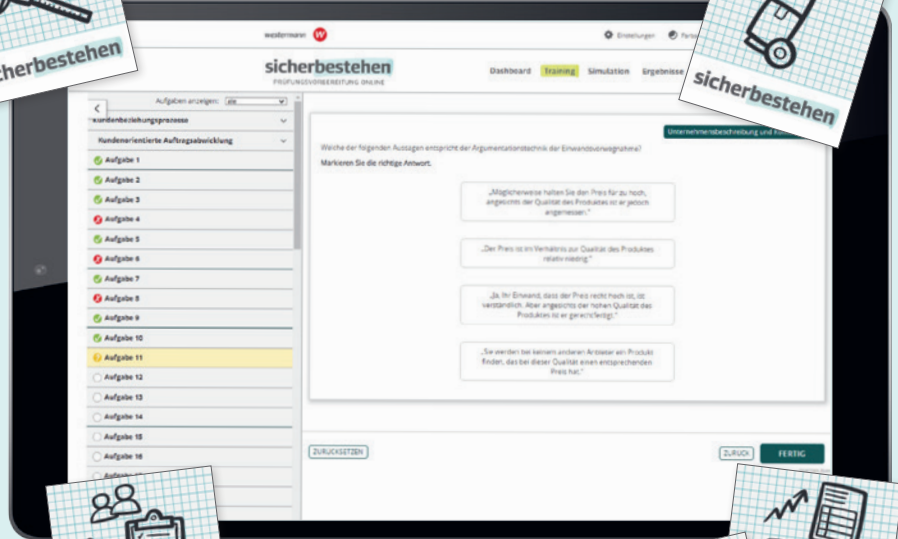 cherbestehen
sicherbestehen
westermann W
Einstellungen
sicherbestehen
PRÜFUNGSVORBEREITUNG ONLINE
Dashboard Training Simulation Ergebnisse
Aufgaben anzeigen: alle
Kundenbeziehungsprozesse
Kundenorientierte Auftragsabwicklung
Aufgabe 1
Aufgabe 2
Aufgabe 3
Aufgabe 4
Aufgabe 5
Aufgabe 6
Aufgabe 7
Aufgabe 8
Aufgabe 9
Aufgabe 10
Aufgabe 11
Aufgabe 12
Aufgabe 13
Aufgabe 14
Aufgabe 15
Aufgabe 16
Unternehmensbeschreibung und
Welche der folgenden Aussagen entspricht der Argumentationstechnik der Einwandsvorwegnahme?
Markieren Sie die richtige Antwort.
„Möglicherweise halten Sie den Preis für zu hoch,
angesichts der Qualität des Produktes ist er jedoch
angemessen."
„Der Preis ist im Verhältnis zur Qualität des Produktes
relativ niedrig."
„Ja, Ihr Einwand, dass der Preis recht hoch ist, ist
verständlich. Aber angesichts der hohen Qualität des
Produktes ist er gerechtfertigt."
„Sie werden bei keinem anderen Anbieter ein Produkt
finden, das bei dieser Qualität einen entsprechenden
Preis hat."
ZURÜCKSETZEN
ZURÜCK FERTIG